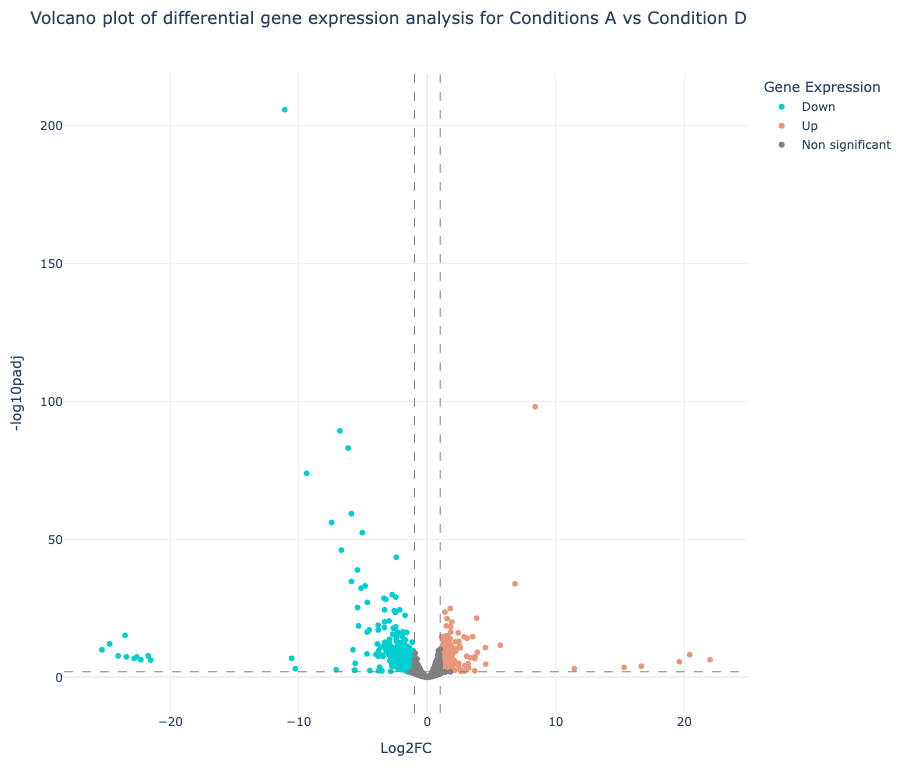 Volcano plot of differential gene expression analysis for Conditions A vs Condition D
Gene Expression
Down
Up
Non significant
200
150
100
50
0
-log10padj
−20
−10
0
10
20
Log2FC